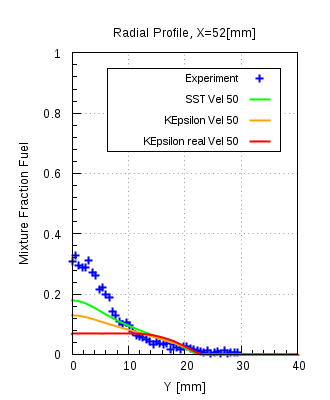 Radial Profile, X=52[mm]
1
Experiment
SST Vel 50
KEpsilon Vel 50
KEpsilon real Vel 50
0.8
0.6
Mixture Fraction Fuel
0.4
0.2
0
0 10 20 30 40
Y [mm]